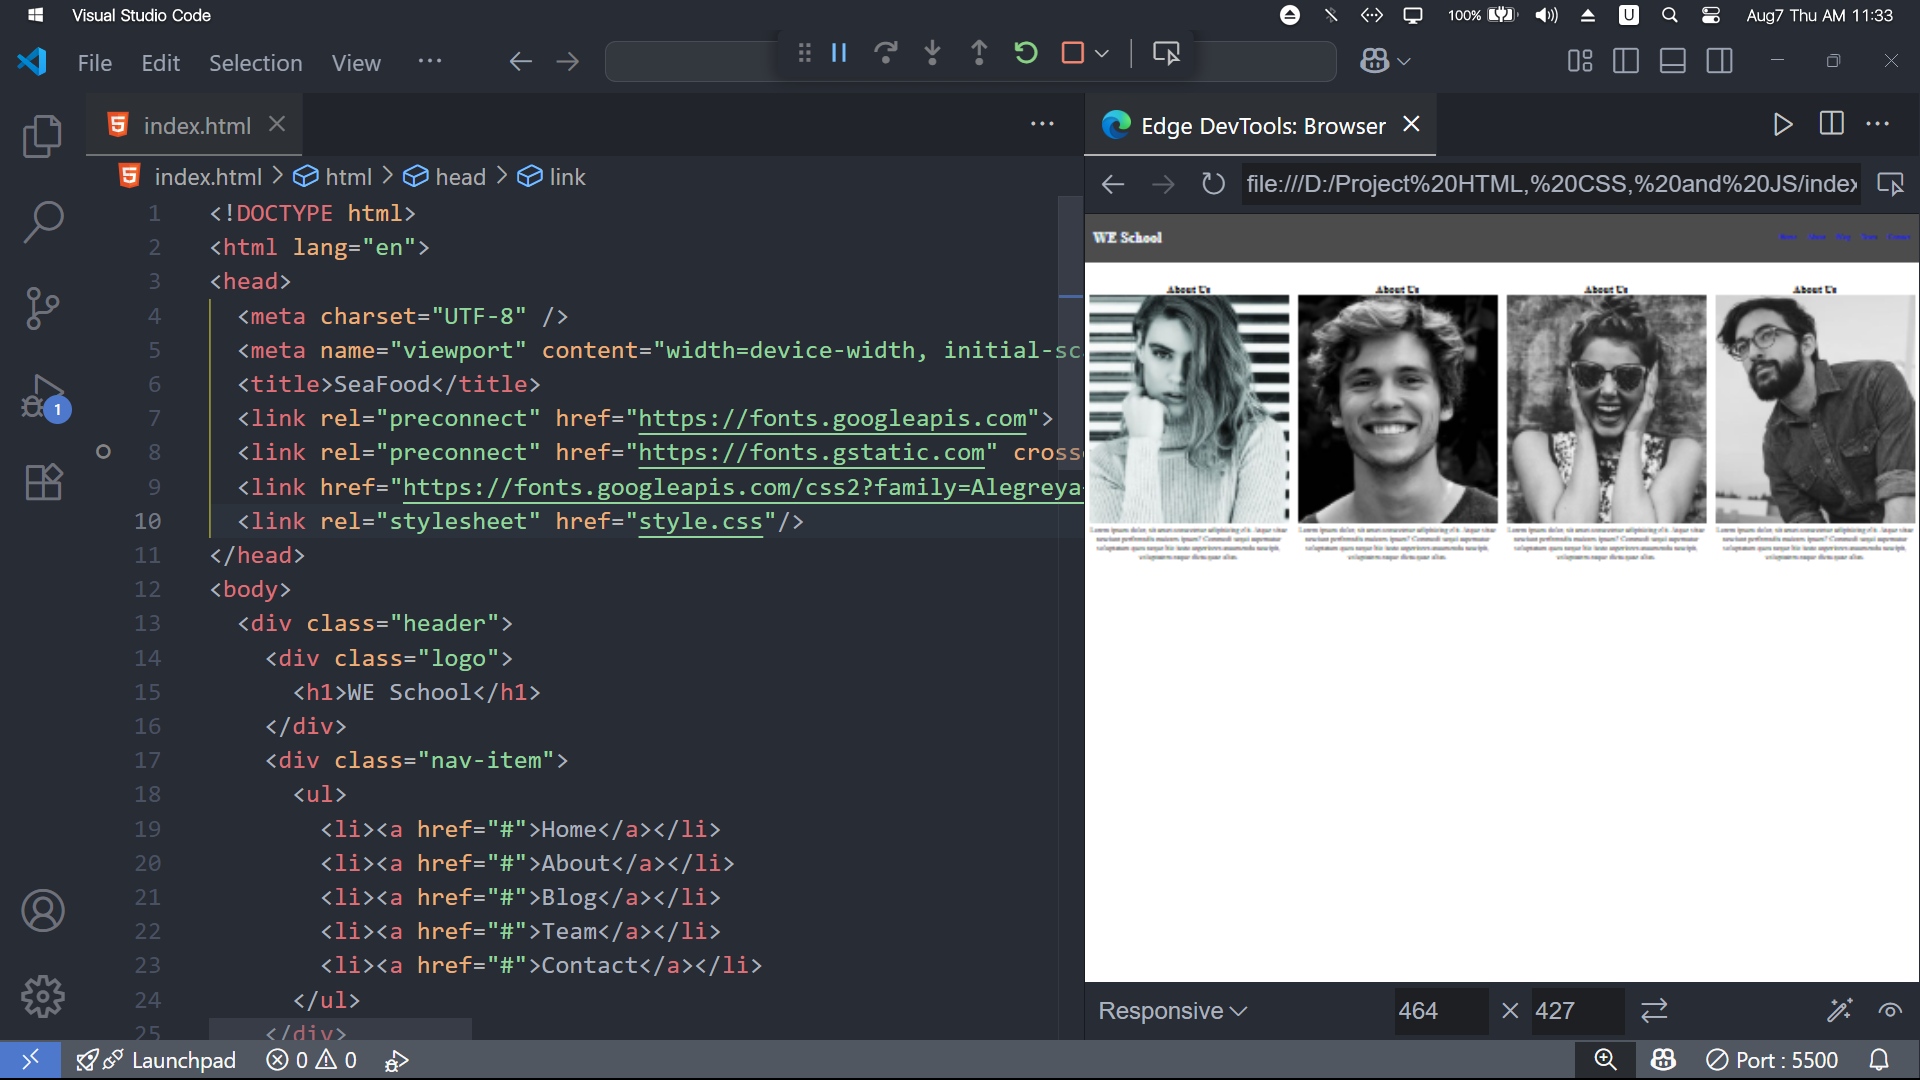 Visual Studio Code
100%
U
Aug7 Thu AM 11:33
File Edit Selection View
index.html
Edge DevTools: Browser
index.html > html > head > link
file:///D:/Project%20HTML,%20CSS,%20and%20JS/index
1 <!DOCTYPE html>
2 <html lang="en">
3 <head>
4 <meta charset="UTF-8" />
5 <meta name="viewport" content="width=device-width, initial-sc
6 <title>SeaFood</title>
7 <link rel="preconnect" href="https://fonts.googleapis.com">
8 <link rel="preconnect" href="https://fonts.gstatic.com" cross
9 <link href="https://fonts.googleapis.com/css2?family=Alegreya
10 <link rel="stylesheet" href="style.css"/>
11 </head>
12 <body>
13 <div class="header">
14 <div class="logo">
15 <h1>WE School</h1>
16 </div>
17 <div class="nav-item">
18 <ul>
19 <li><a href="#">Home</a></li>
20 <li><a href="#">About</a></li>
21 <li><a href="#">Blog</a></li>
22 <li><a href="#">Team</a></li>
23 <li><a href="#">Contact</a></li>
24 </ul>
25 </div>
1
WE School
About Us About Us About Us About Us
Responsive 464 × 427
Launchpad 0 0
Port : 5500